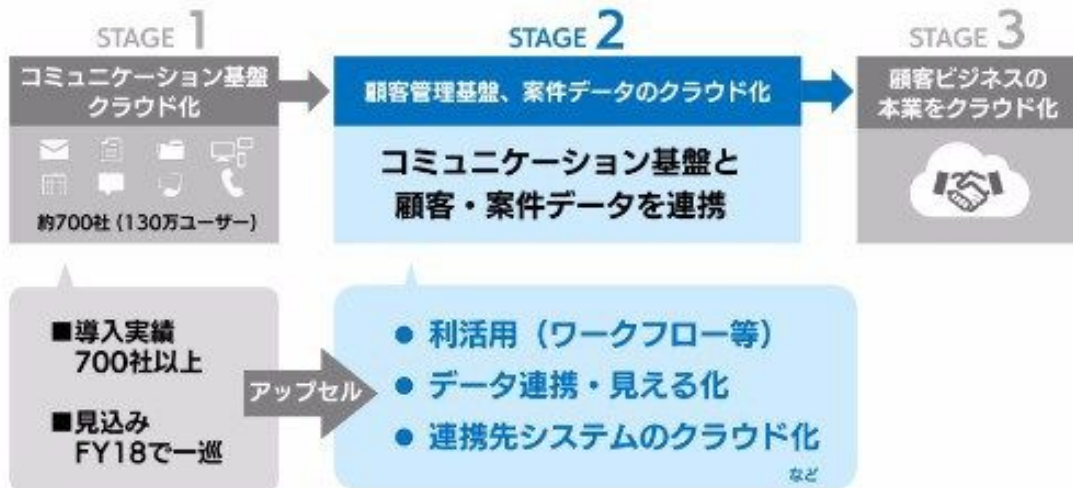 STAGE 1
コミュニケーション基盤
クラウド化
約700社 (130万ユーザー)
STAGE 2
顧客管理基盤、案件データのクラウド化
コミュニケーション基盤と
顧客・案件データを連携
STAGE 3
顧客ビジネスの
本業をクラウド化
■導入実績
700社以上
■見込み
FY18で一巡
アップセル
● 利活用（ワークフロー等）
● データ連携・見える化
● 連携先システムのクラウド化
など